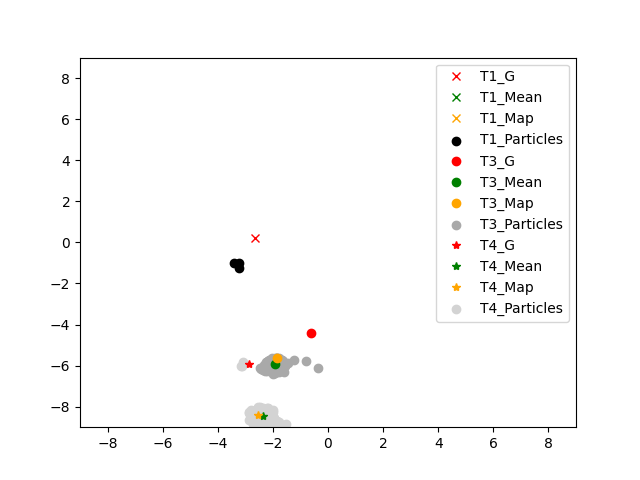 8
6
4
2
0
−2
−4
−6
−8
−8 −6 −4 −2 0 2 4 6 8
T1_G
T1_Mean
T1_Map
T1_Particles
T3_G
T3_Mean
T3_Map
T3_Particles
T4_G
T4_Mean
T4_Map
T4_Particles